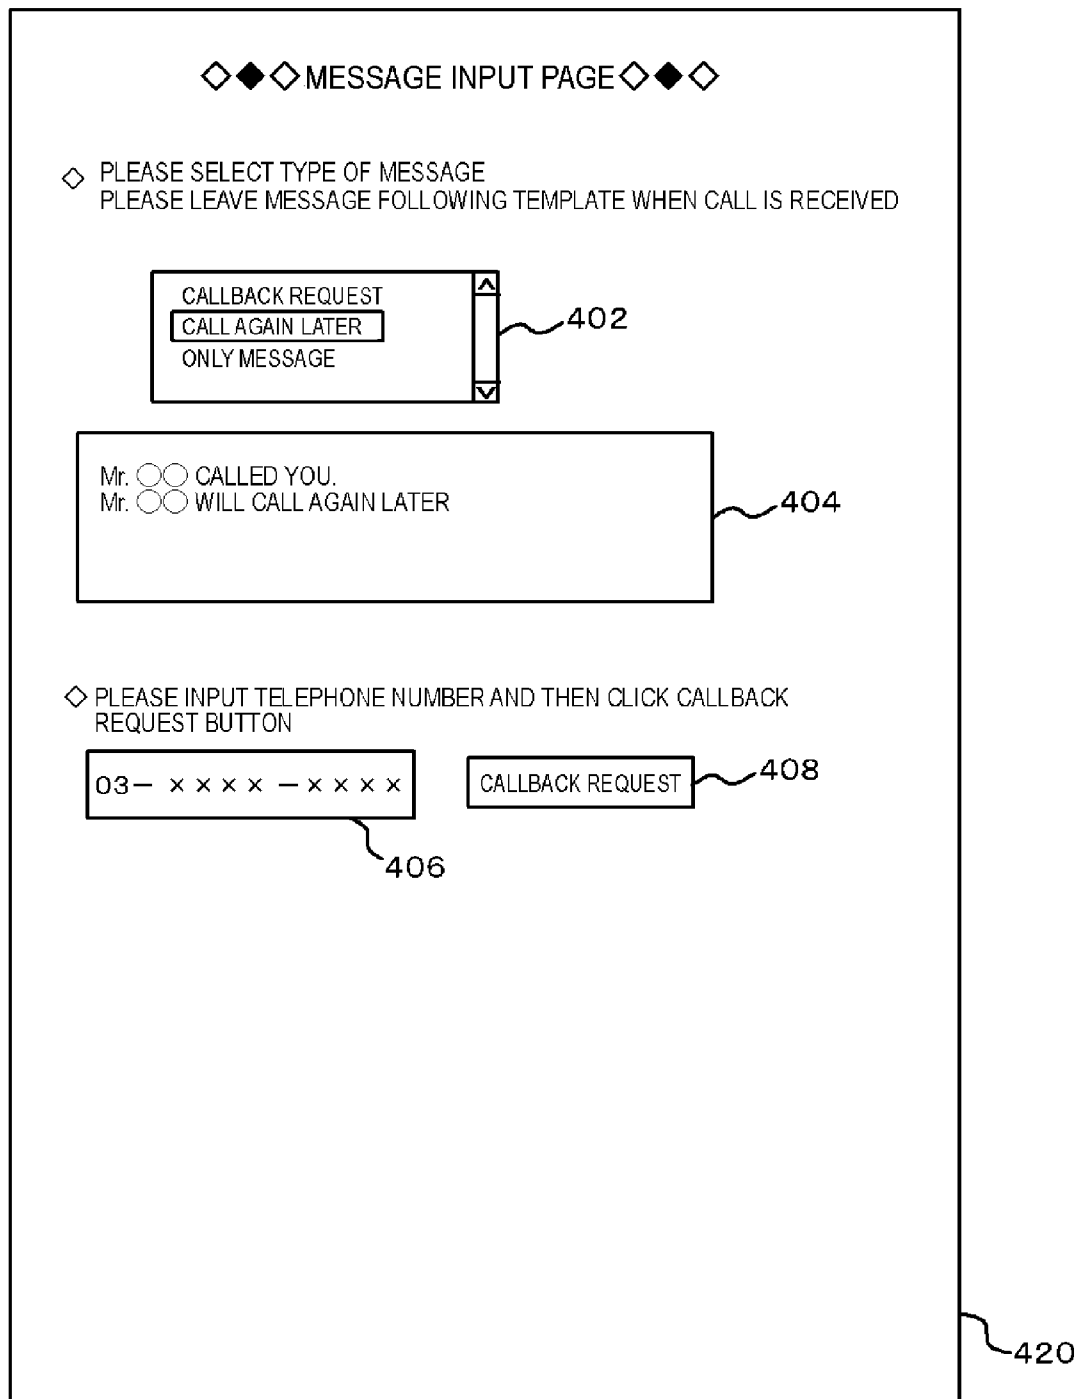 ◇◆◇MESSAGE INPUT PAGE◇◆◇
◇ PLEASE SELECT TYPE OF MESSAGE
PLEASE LEAVE MESSAGE FOLLOWING TEMPLATE WHEN CALL IS RECEIVED
CALLBACK REQUEST
CALL AGAIN LATER
402
ONLY MESSAGE
Mr. ○○ CALLED YOU.
Mr. ○○ WILL CALL AGAIN LATER
404
◇ PLEASE INPUT TELEPHONE NUMBER AND THEN CLICK CALLBACK
REQUEST BUTTON
03－××××－××××
CALLBACK REQUEST
408
406
420